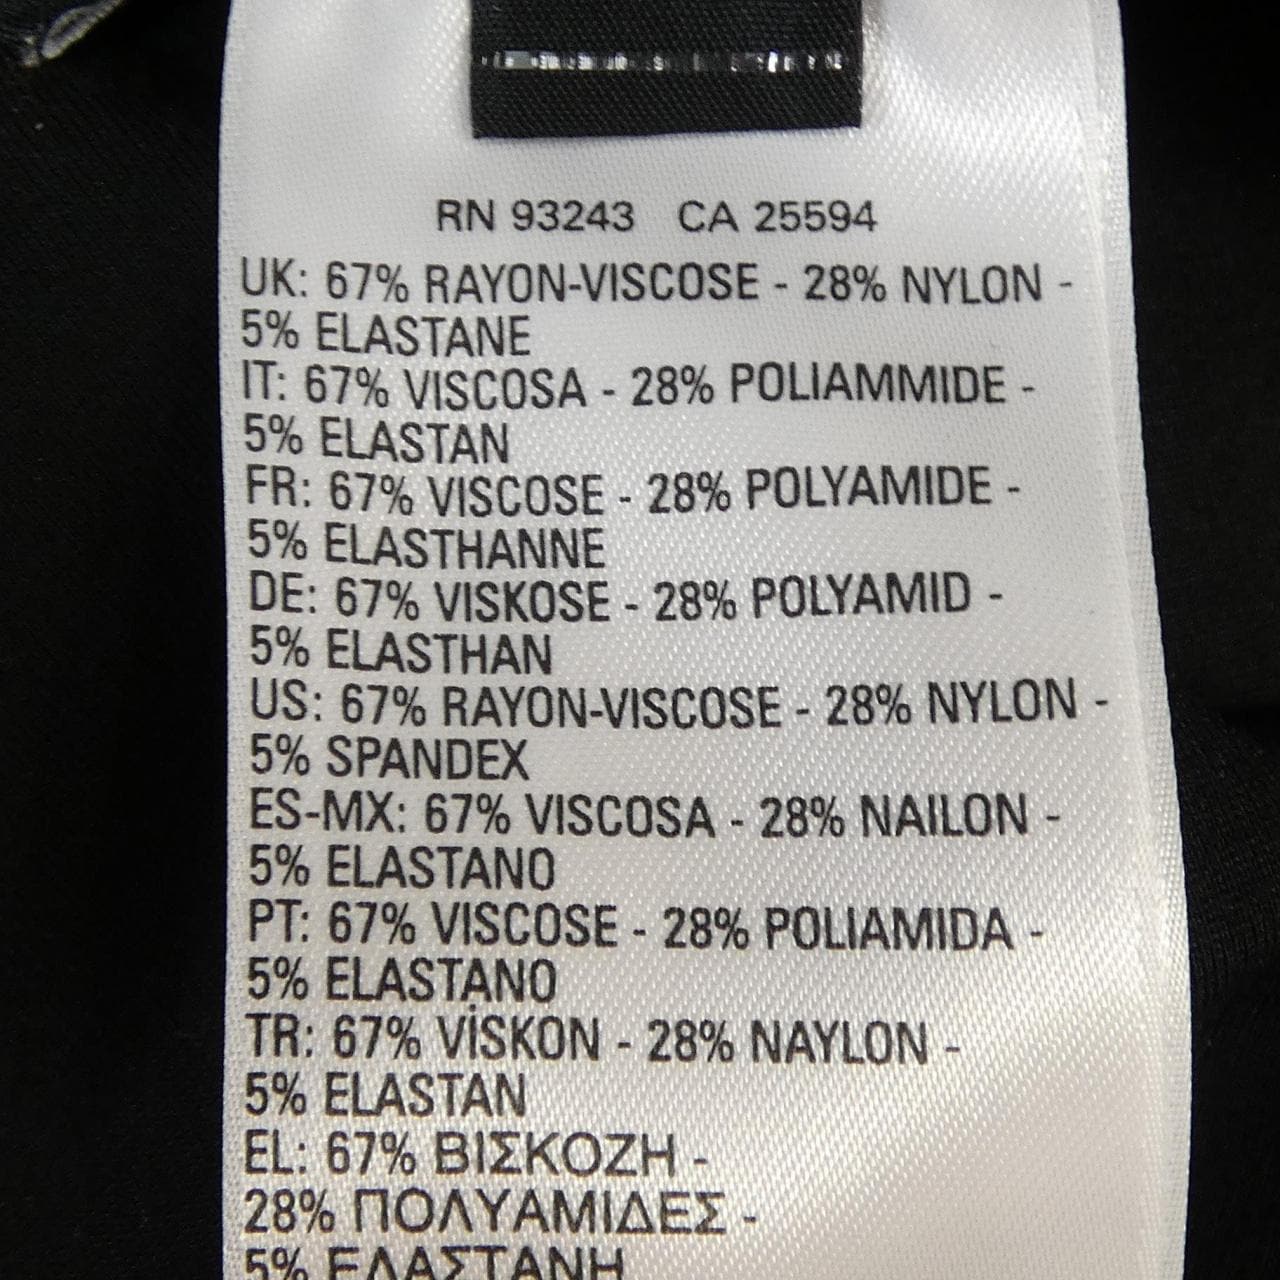 RN 93243 CA 25594
UK: 67% RAYON-VISCOSE - 28% NYLON -
5% ELASTANE
IT: 67% VISCOSA - 28% POLIAMMIDE -
5% ELASTAN
FR: 67% VISCOSE - 28% POLYAMIDE -
5% ELASTHANNE
DE: 67% VISKOSE - 28% POLYAMID -
5% ELASTHAN
US: 67% RAYON-VISCOSE - 28% NYLON -
5% SPANDEX
ES-MX: 67% VISCOSA - 28% NAILON -
5% ELASTANO
PT: 67% VISCOSE - 28% POLIAMIDA -
5% ELASTANO
TR: 67% VİSKON - 28% NAYLON -
5% ELASTAN
EL: 67% ΒΙΣΚΟΖΗ -
28% ΠΟΛΥΑΜΙΔΕΣ -
5% ΕΛΑΣΤΑΝΗ